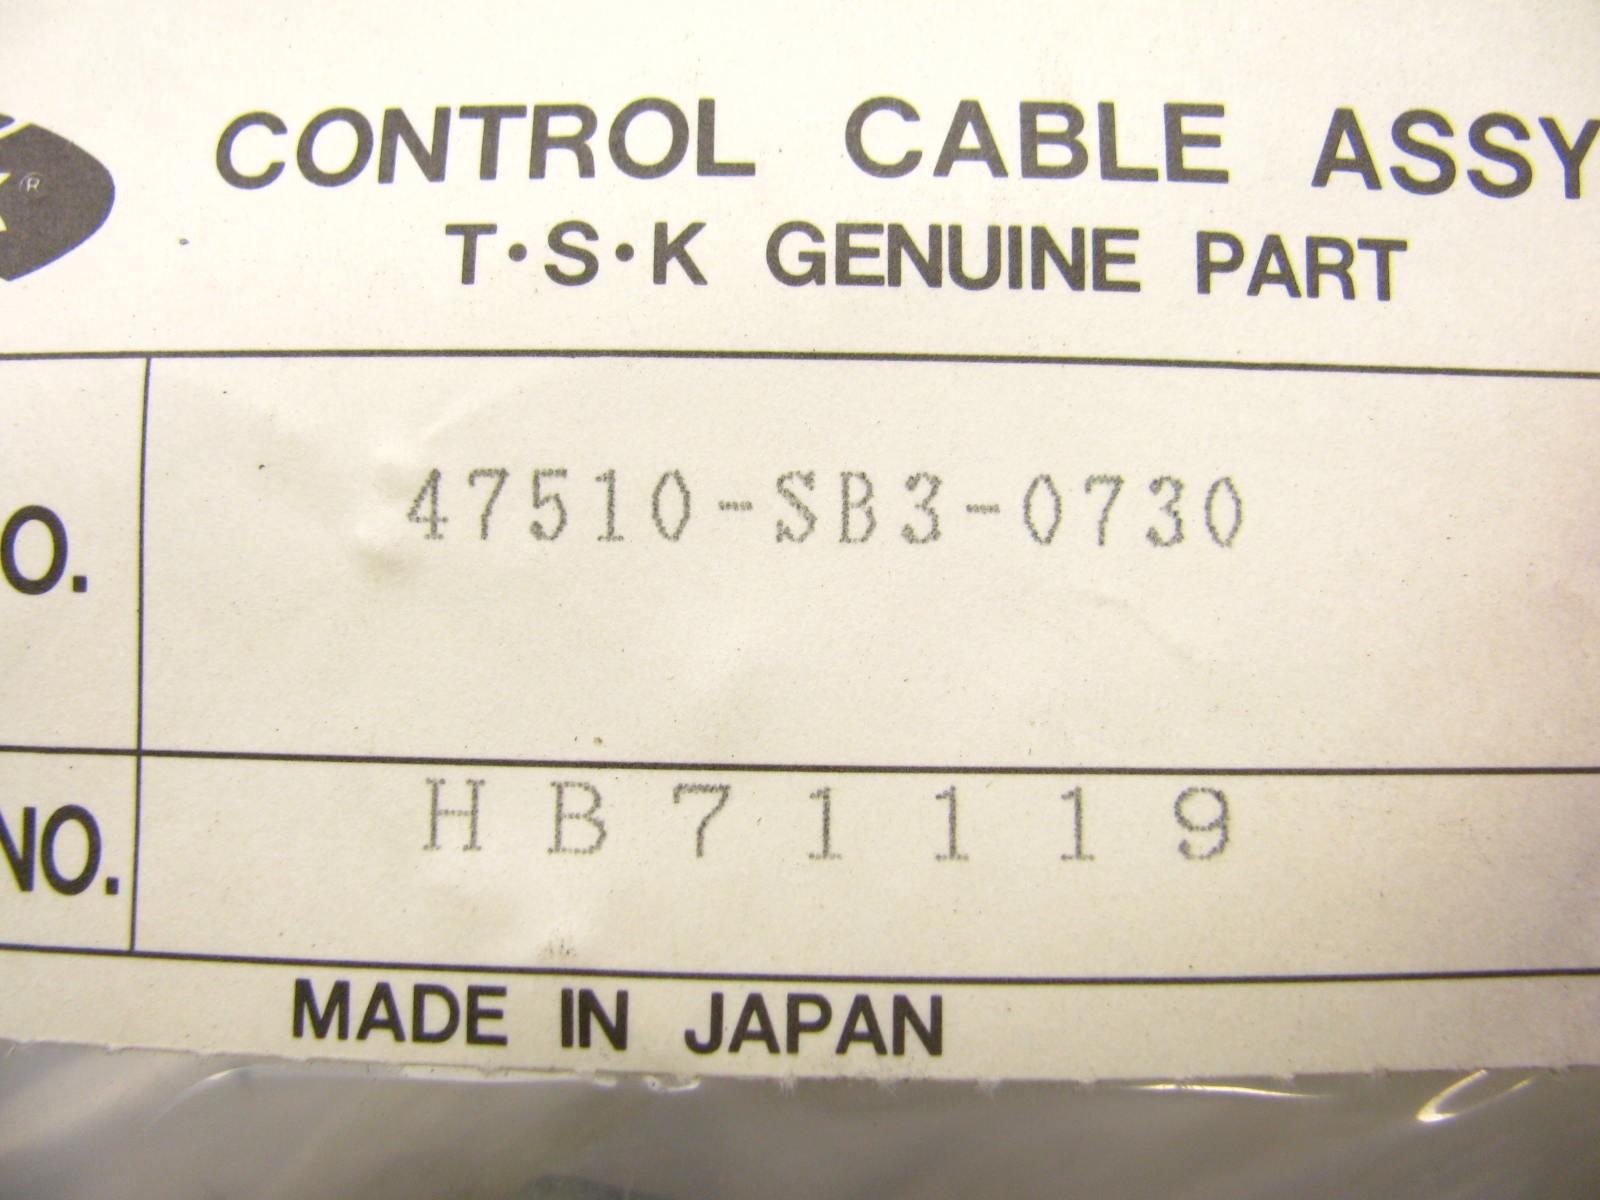 CONTROL CABLE ASSY
T·S·K GENUINE PART
K®
O. 47510-SB3-0730
NO. HB71119
MADE IN JAPAN